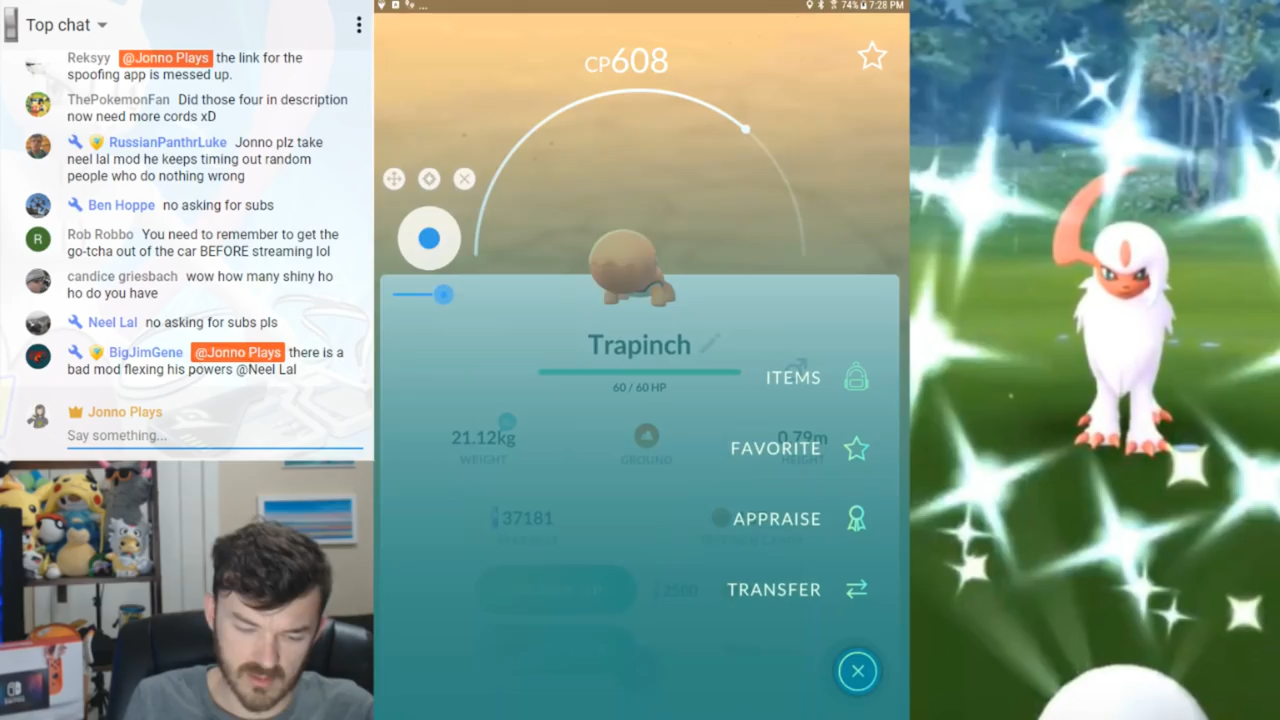 Top chat
Reksyy @Jonno Plays the link for the
spoofing app is messed up.
ThePokemonFan Did those four in description
now need more cords xD
RussianPanthrLuke Jonno plz take
neel lal mod he keeps timing out random
people who do nothing wrong
Ben Hoppe no asking for subs
R
Rob Robbo You need to remember to get the
go-tcha out of the car BEFORE streaming lol
candice griesbach wow how many shiny ho
ho do you have
Neel Lal no asking for subs pls
BigJimGene @Jonno Plays there is a
bad mod flexing his powers @Neel Lal
Jonno Plays
Say something...
... 74% 7:28 PM
CP608
Trapinch
60 / 60 HP
ITEMS
21.12kg
WEIGHT
GROUND
0.79m
HEIGHT
FAVORITE
37181
APPRAISE
2500
TRANSFER